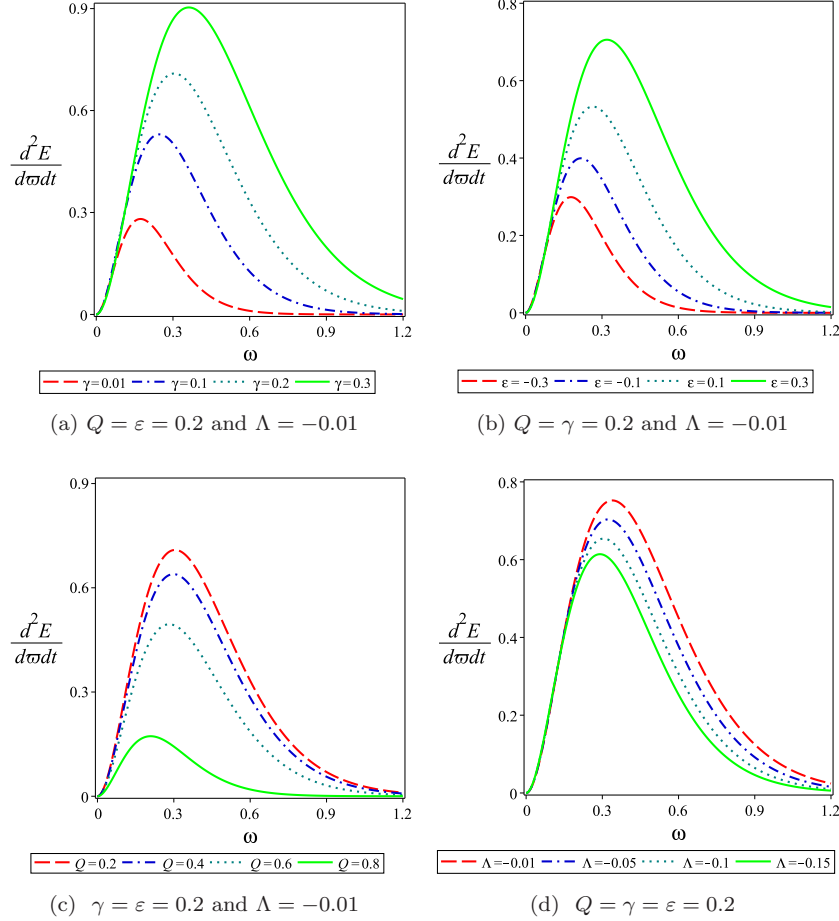 0.9
0.6
0.3
0
d²E
dϖdt
0 0.3 0.6 0.9 1.2
ω
γ=0.01 γ=0.1 γ=0.2 γ=0.3
(a) Q = ε = 0.2 and Λ = −0.01
0.8
0.6
0.4
0.2
0
d²E
dϖdt
0 0.3 0.6 0.9 1.2
ω
ε=−0.3 ε=−0.1 ε=0.1 ε=0.3
(b) Q = γ = 0.2 and Λ = −0.01
0.9
0.6
0.3
0
d²E
dϖdt
0 0.3 0.6 0.9 1.2
ω
Q=0.2 Q=0.4 Q=0.6 Q=0.8
(c) γ = ε = 0.2 and Λ = −0.01
0.8
0.6
0.4
0.2
0
d²E
dϖdt
0 0.3 0.6 0.9 1.2
ω
Λ=−0.01 Λ=−0.05 Λ=−0.1 Λ=−0.15
(d) Q = γ = ε = 0.2